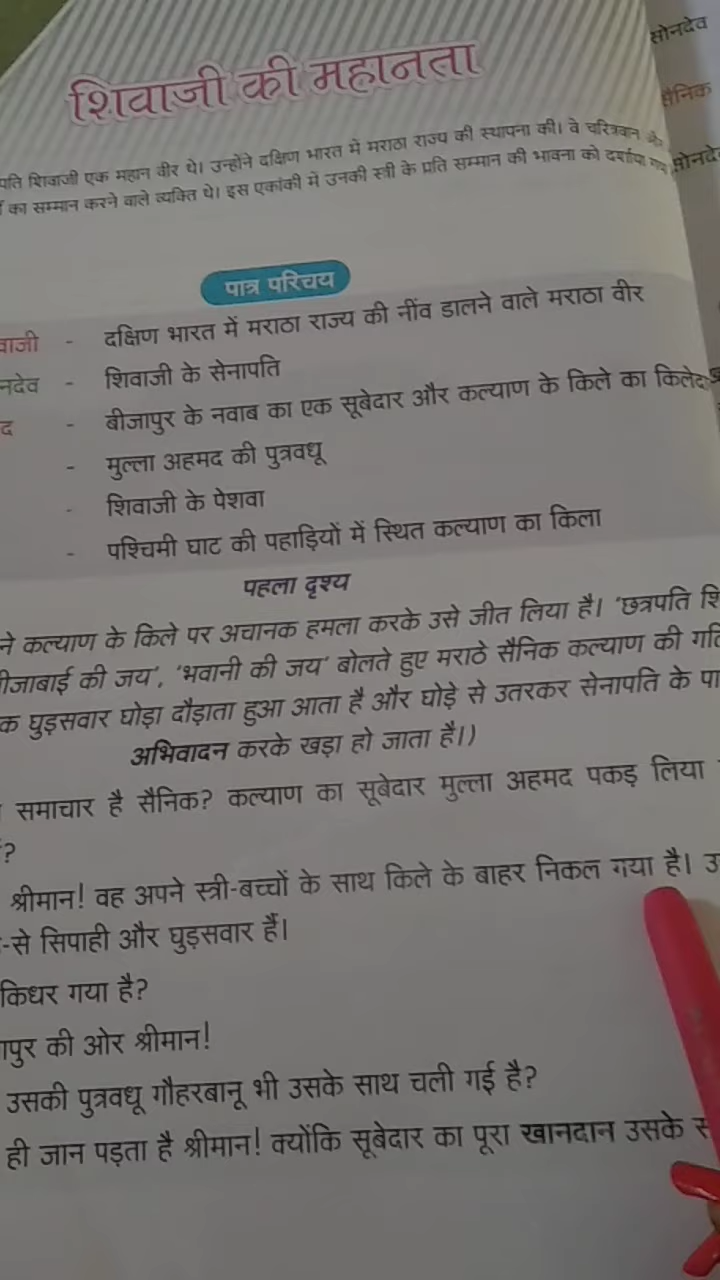 शिवाजी की महानता
पति शिवाजी एक महान वीर थे। उन्होंने दक्षिण भारत में मराठा राज्य की स्थापना की। वे चरित्रवान
का सम्मान करने वाले व्यक्ति थे। इस एकांकी में उनकी स्त्री के प्रति सम्मान की भावना को दर्शाया
पात्र परिचय
वाजी - दक्षिण भारत में मराठा राज्य की नींव डालने वाले मराठा वीर
नदेव - शिवाजी के सेनापति
द - बीजापुर के नवाब का एक सूबेदार और कल्याण के किले का
- मुल्ला अहमद की पुत्रवधू
- शिवाजी के पेशवा
- पश्चिमी घाट की पहाड़ियों में स्थित कल्याण का किला
पहला दृश्य
ने कल्याण के किले पर अचानक हमला करके उसे जीत लिया है। 'छत्रपति शि
जाबाई की जय', 'भवानी की जय' बोलते हुए मराठे सैनिक कल्याण की
क घुड़सवार घोड़ा दौड़ाता हुआ आता है और घोड़े से उतरकर सेनापति के पा
अभिवादन करके खड़ा हो जाता है।)
समाचार है सैनिक? कल्याण का सूबेदार मुल्ला अहमद पकड़ लिया
?
श्रीमान! वह अपने स्त्री-बच्चों के साथ किले के बाहर निकल गया है। उ
-से सिपाही और घुड़सवार हैं।
किधर गया है?
पुर की ओर श्रीमान!
उसकी पुत्रवधू गौहरबानू भी उसके साथ चली गई है?
ही जान पड़ता है श्रीमान! क्योंकि सूबेदार का पूरा खानदान उसके स
सोनदेव
सैनिक
सोनदे